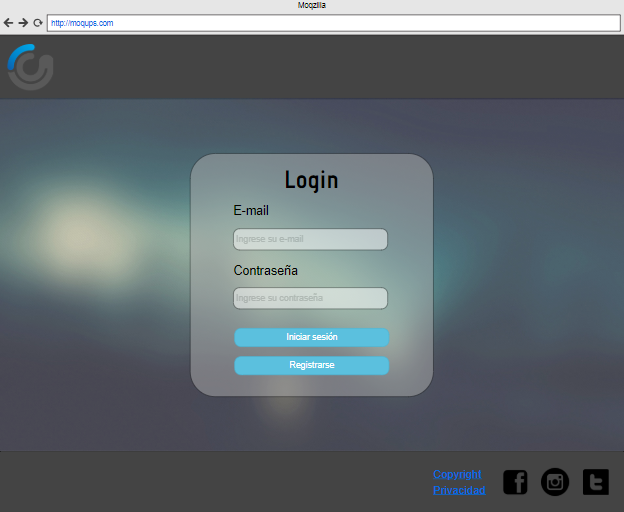 Moqzilla
http://moqups.com
Login
E-mail
Ingrese su e-mail
Contraseña
Ingrese su contraseña
Iniciar sesión
Registrarse
Copyright
Privacidad